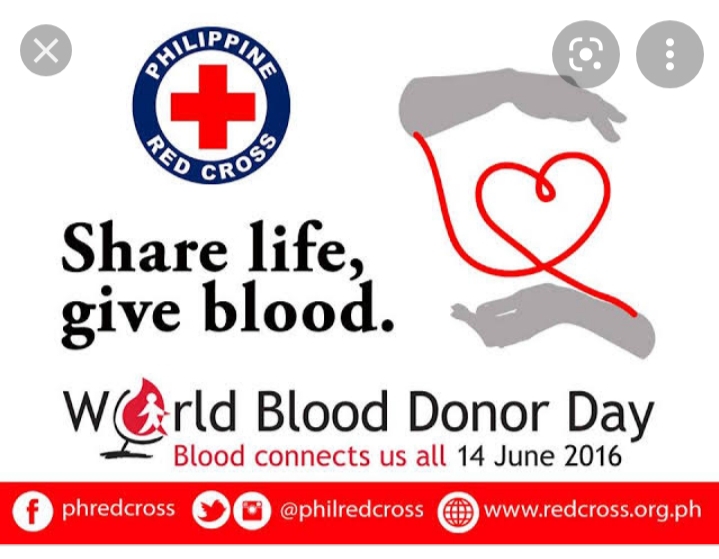 PHILIPPINE
RED CROSS
Share life,
give blood.
World Blood Donor Day
Blood connects us all 14 June 2016
phredcross @philredcross www.redcross.org.ph